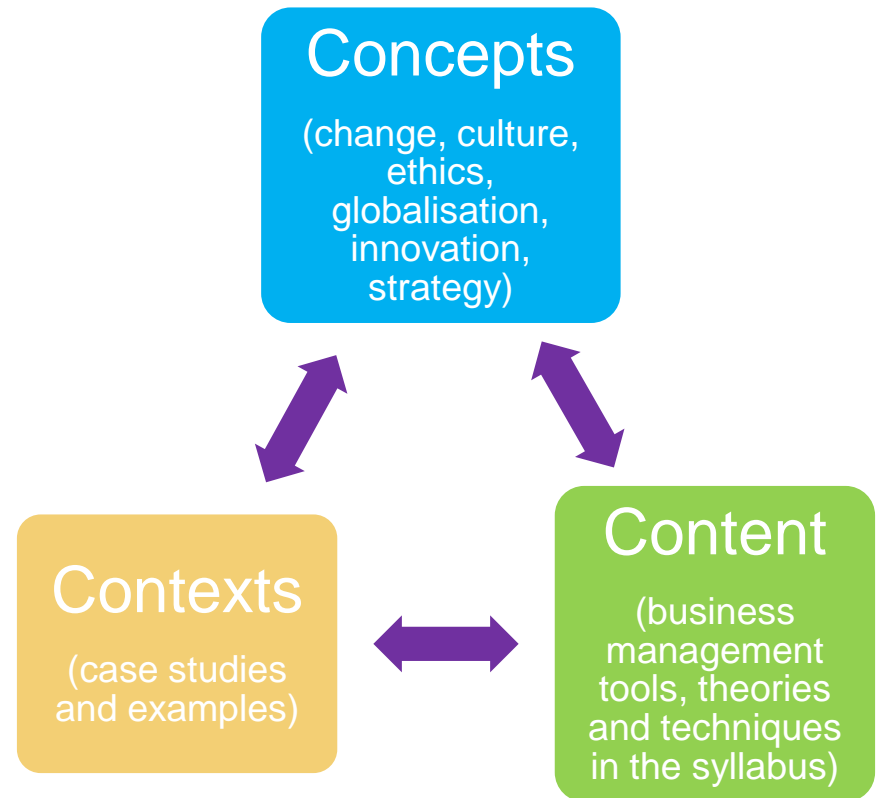 Concepts
(change, culture,
ethics,
globalisation,
innovation,
strategy)
Contexts
(case studies
and examples)
Content
(business
management
tools, theories
and techniques
in the syllabus)